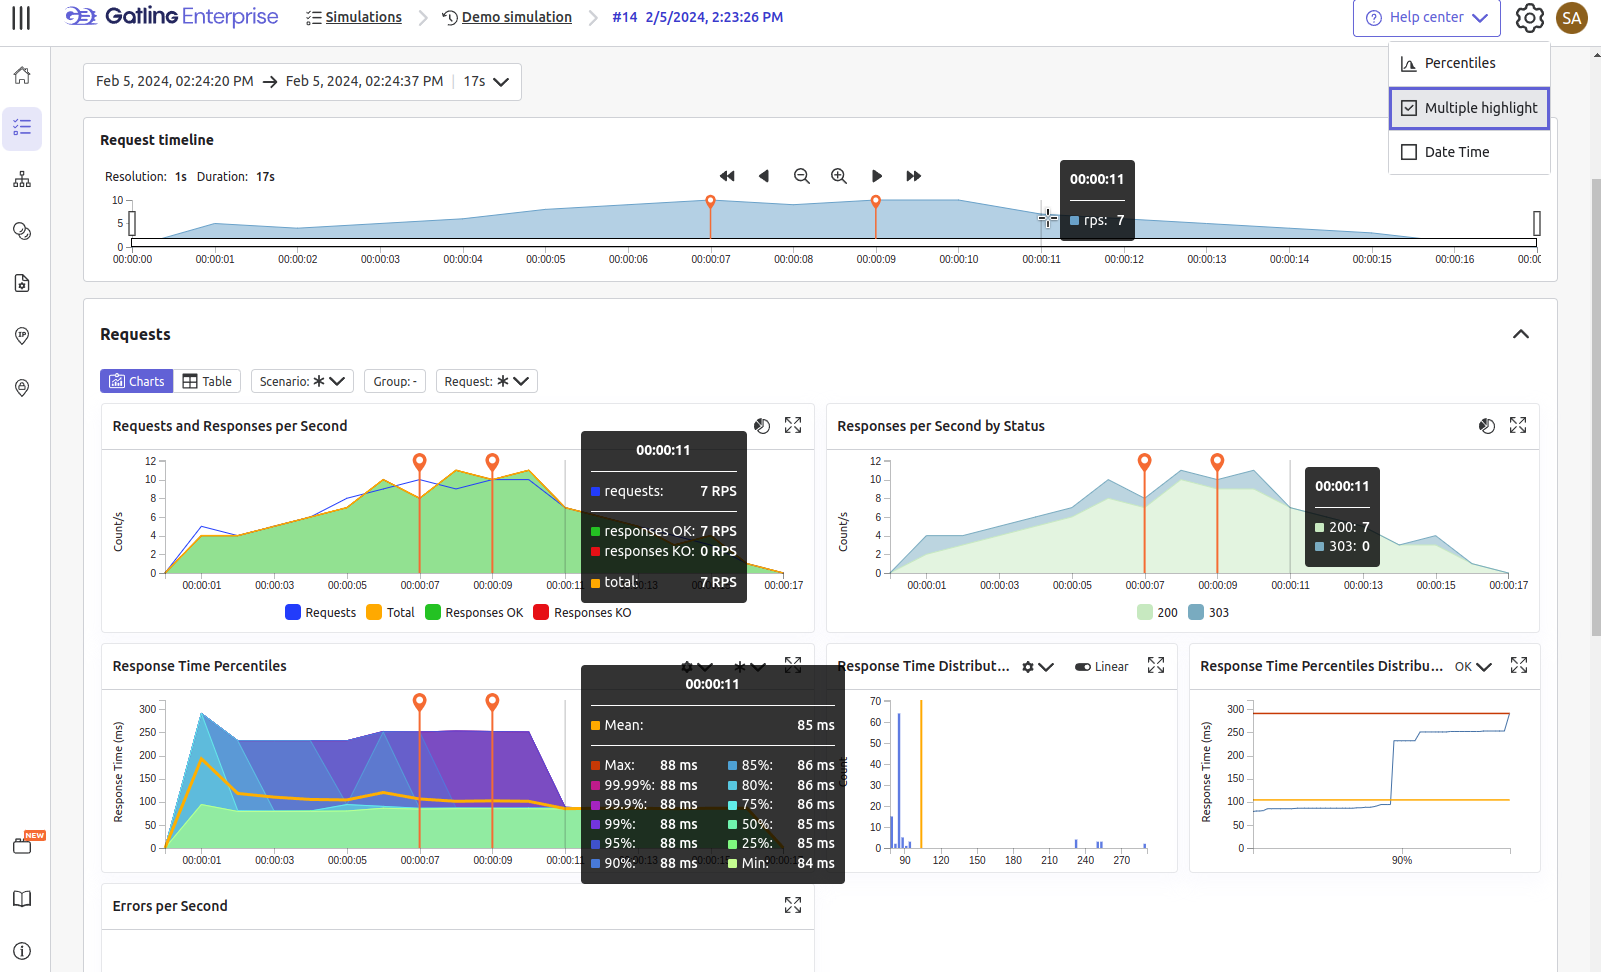 Gatling Enterprise
Simulations
Demo simulation
#14 2/5/2024, 2:23:26 PM
Help center
SA
Percentiles
Multiple highlight
Date Time
Feb 5, 2024, 02:24:20 PM → Feb 5, 2024, 02:24:37 PM | 17s
Request timeline
Resolution: 1s Duration: 17s
10
5
0
00:00:00 00:00:01 00:00:02 00:00:03 00:00:04 00:00:05 00:00:06 00:00:07 00:00:08 00:00:09 00:00:10 00:00:11 00:00:12 00:00:13 00:00:14 00:00:15 00:00:16 00:00
00:00:11
rps: 7
Requests
Charts
Table
Scenario: *
Group: -
Request: *
Requests and Responses per Second
Count/s
12
10
8
6
4
2
0
00:00:01 00:00:03 00:00:05 00:00:07 00:00:09 00:00:11 00:00:13 00:00:17
Requests Total Responses OK Responses KO
00:00:11
requests: 7 RPS
responses OK: 7 RPS
responses KO: 0 RPS
total: 7 RPS
Responses per Second by Status
Count/s
12
10
8
6
4
2
0
00:00:01 00:00:03 00:00:05 00:00:07 00:00:09 00:00:11 00:00:13 00:00:15 00:00:17
200 303
00:00:11
200: 7
303: 0
Response Time Percentiles
Response Time (ms)
300
250
200
150
100
50
0
00:00:01 00:00:03 00:00:05 00:00:07 00:00:09 00:00:11 00:00:13 00:00:15
00:00:11
Mean: 85 ms
Max: 88 ms 85%: 86 ms
99.99%: 88 ms 80%: 86 ms
99.9%: 88 ms 75%: 86 ms
99%: 88 ms 50%: 85 ms
95%: 88 ms 25%: 85 ms
90%: 88 ms Min: 84 ms
Response Time Distribut...
Linear
Count
70
60
50
40
30
20
10
0
90 120 150 180 210 240 270
Response Time Percentiles Distribu...
OK
Response Time (ms)
300
250
200
150
100
50
0
90%
Errors per Second
NEW
IP